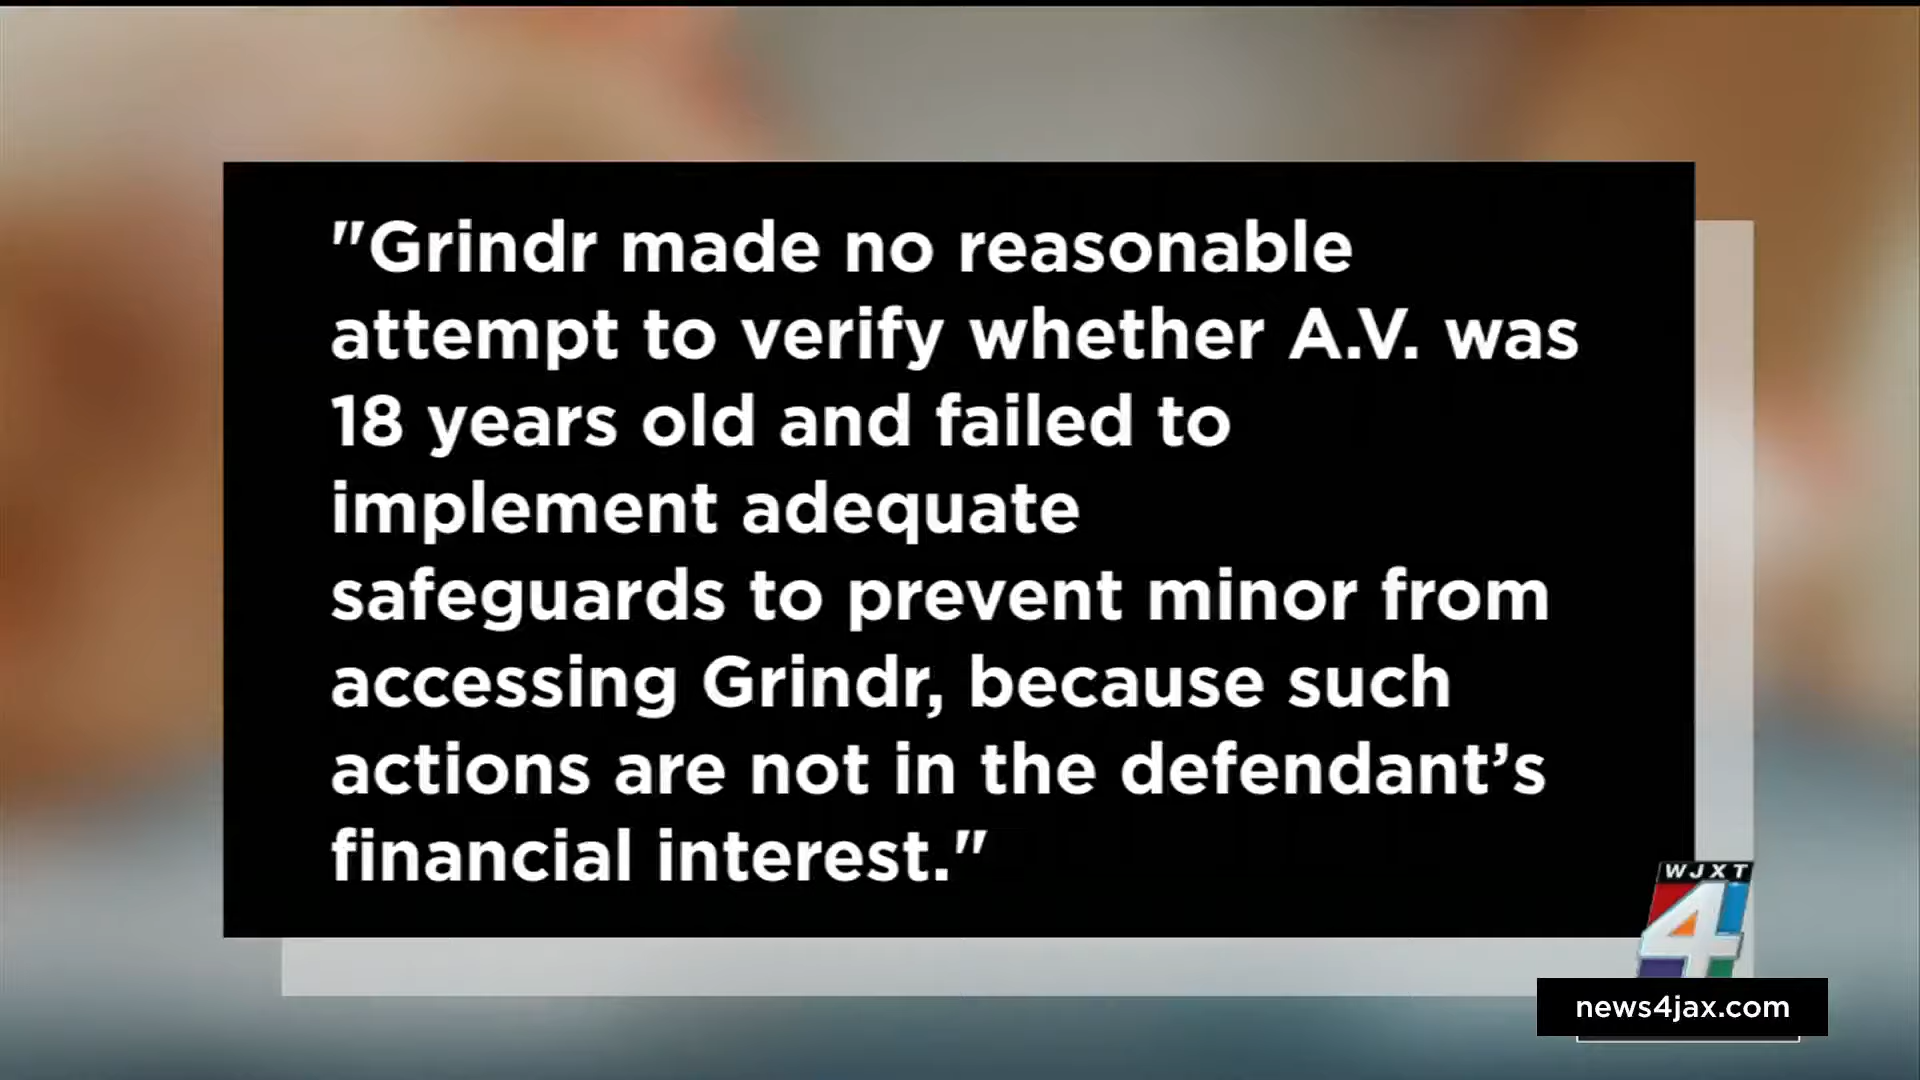 "Grindr made no reasonable
attempt to verify whether A.V. was
18 years old and failed to
implement adequate
safeguards to prevent minor from
accessing Grindr, because such
actions are not in the defendant’s
financial interest."
WJXT
4
news4jax.com